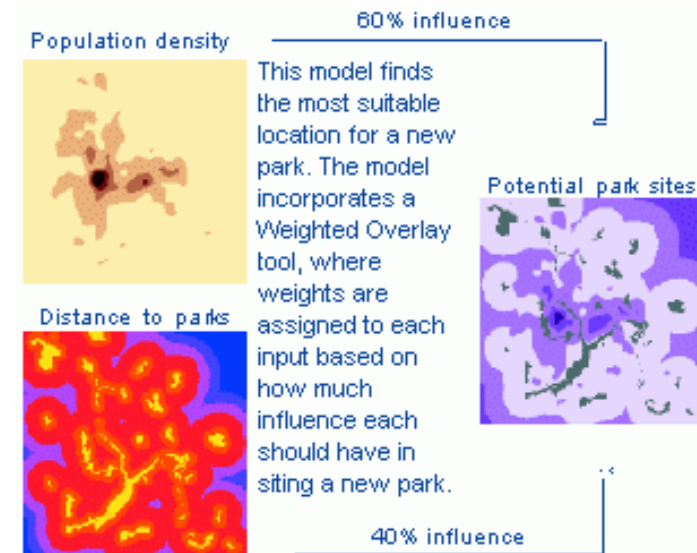 60% influence
Population density
This model finds
the most suitable
location for a new
park. The model
incorporates a
Weighted Overlay
tool, where
weights are
assigned to each
input based on
how much
influence each
should have in
siting a new park.
Potential park sites
Distance to parks
40% influence